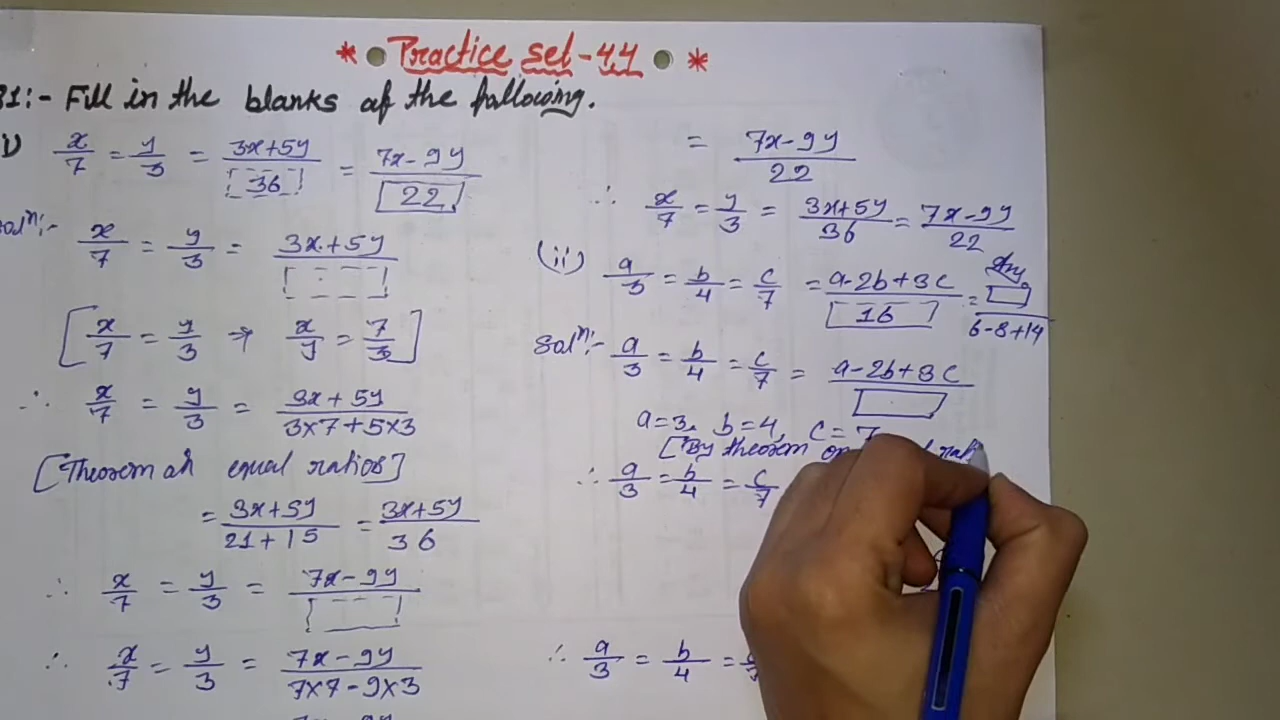 * Practice set-4.4 *
Q1:- Fill in the blanks of the following.
i) x/7 = y/3 = 3x+5y/36 = 7x-9y/22
Solⁿ:- x/7 = y/3 = 3x+5y/[ ]
[x/7 = y/3 ⇒ x/y = 7/3]
∴ x/7 = y/3 = 3x+5y/3×7+5×3
[Theorem of equal ratios]
= 3x+5y/21+15 = 3x+5y/36
∴ x/7 = y/3 = 7x-9y/[ ]
∴ x/7 = y/3 = 7x-9y/7×7-9×3
= 7x-9y/22
∴ x/7 = y/3 = 3x+5y/36 = 7x-9y/22
(ii) a/3 = b/4 = c/7 = a-2b+3c/16 = [ ]/6-8+14
Solⁿ:- a/3 = b/4 = c/7 = a-2b+3c/[ ]
a=3, b=4, c=7
[By theorem on
∴ a/3 = b/4 = c/7
∴ a/3 = b/4 =